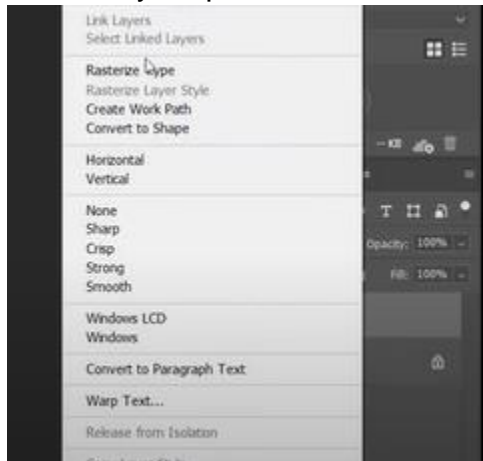 Link Layers
Select Linked Layers
Rasterize Type
Rasterize Layer Style
Create Work Path
Convert to Shape
Horizontal
Vertical
None
Sharp
Crisp
Strong
Smooth
Windows LCD
Windows
Convert to Paragraph Text
Warp Text...
Release from Isolation
-- KB
T
Opacity: 100%
Fill: 100%